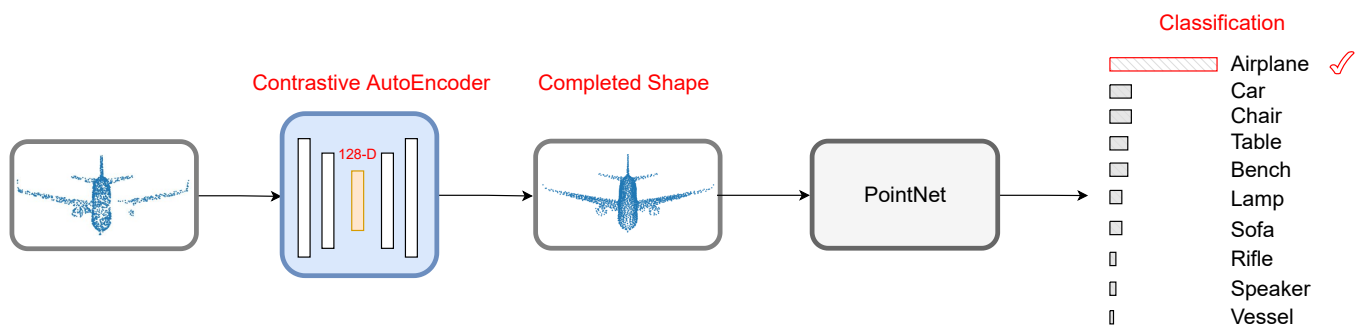 Classification
Contrastive AutoEncoder
Completed Shape
128-D
PointNet
Airplane
Car
Chair
Table
Bench
Lamp
Sofa
Rifle
Speaker
Vessel